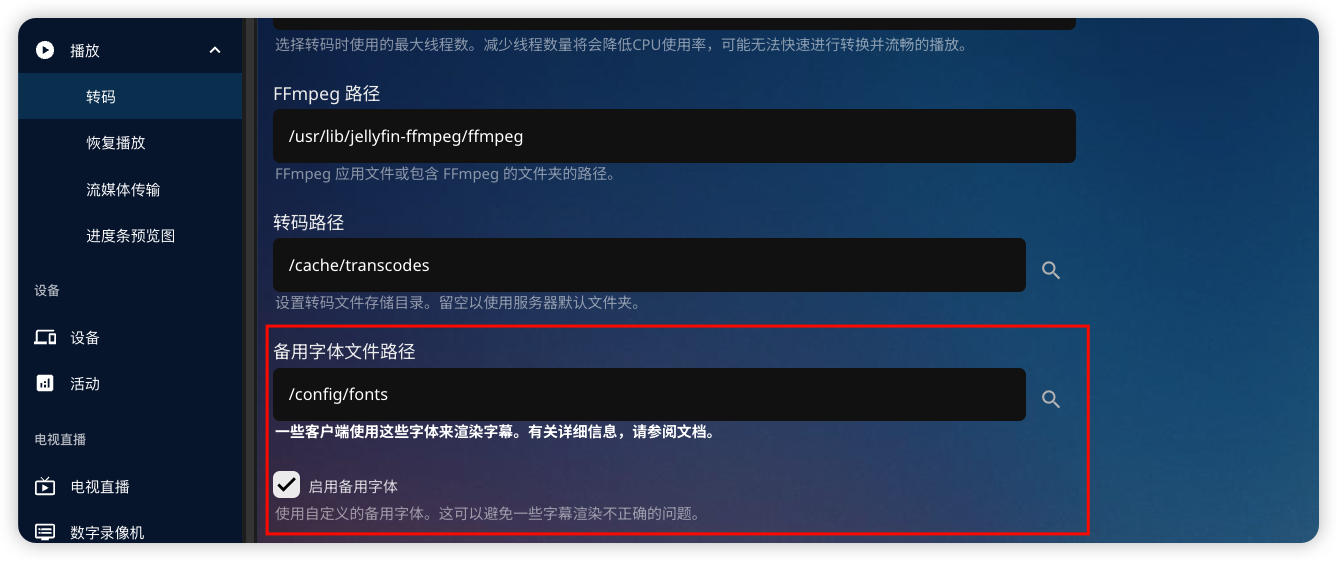 播放
转码
恢复播放
流媒体传输
进度条预览图
设备
设备
活动
电视直播
电视直播
数字录像机
选择转码时使用的最大线程数。减少线程数量将会降低CPU使用率，可能无法快速进行转换并流畅的播放。
FFmpeg 路径
/usr/lib/jellyfin-ffmpeg/ffmpeg
FFmpeg 应用文件或包含 FFmpeg 的文件夹的路径。
转码路径
/cache/transcodes
设置转码文件存储目录。留空以使用服务器默认文件夹。
备用字体文件路径
/config/fonts
一些客户端使用这些字体来渲染字幕。有关详细信息，请参阅文档。
启用备用字体
使用自定义的备用字体。这可以避免一些字幕渲染不正确的问题。